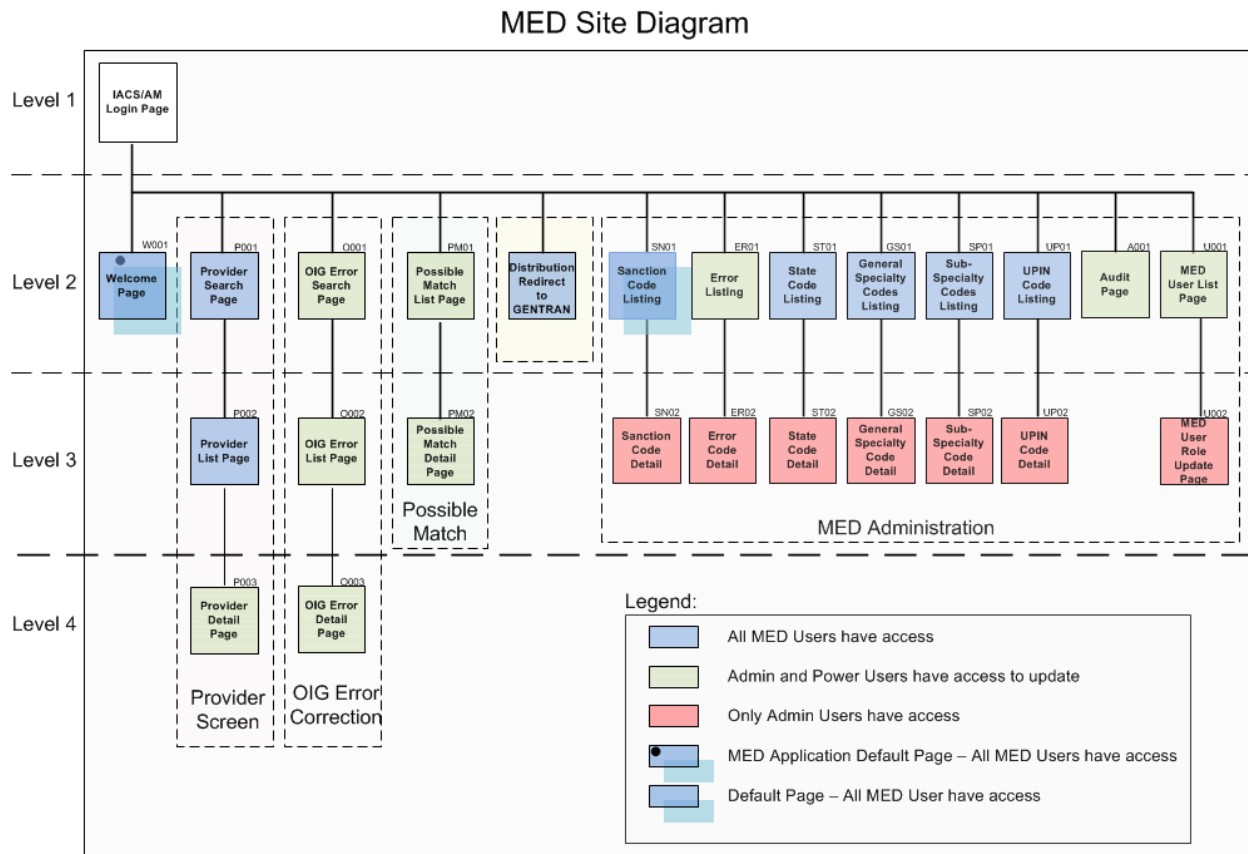 MED Site Diagram
Level 1
IACS/AM
Login Page
Level 2
W001
Welcome
Page
P001
Provider
Search
Page
O001
OIG Error
Search
Page
PM01
Possible
Match
List Page
Distribution
Redirect
to
GENTRAN
SN01
Sanction
Code
Listing
ER01
Error
Listing
ST01
State Code
Listing
GS01
General
Specialty
Codes
Listing
SP01
Sub-
Specialty
Codes
Listing
UP01
UPIN
Code
Listing
A001
Audit
Page
U001
MED
User List
Page
Level 3
P002
Provider
List Page
O002
OIG Error
List Page
PM02
Possible
Match
Detail
Page
SN02
Sanction
Code
Detail
ER02
Error
Code
Detail
ST02
State
Code
Detail
GS02
General
Specialty
Code
Detail
SP02
Sub-
Specialty
Code
Detail
UP02
UPIN
Code
Detail
U002
MED
User
Role
Update
Page
Possible
Match
MED Administration
Level 4
P003
Provider
Detail
Page
O003
OIG Error
Detail
Page
Provider
Screen
OIG Error
Correction
Legend:
All MED Users have access
Admin and Power Users have access to update
Only Admin Users have access
MED Application Default Page – All MED Users have access
Default Page – All MED User have access